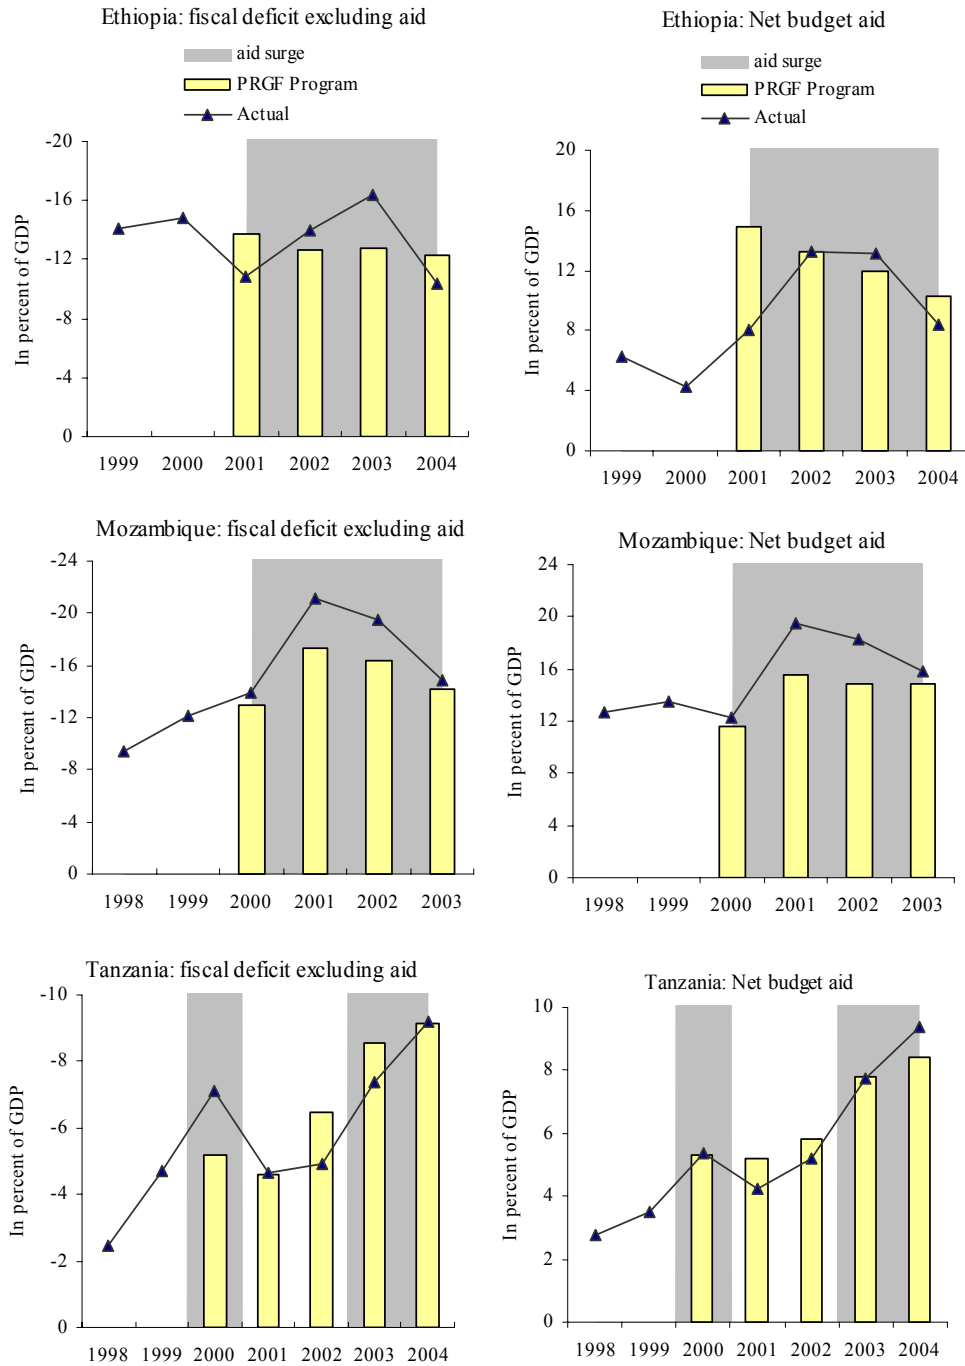 Ethiopia: fiscal deficit excluding aid
aid surge
PRGF Program
Actual
-20
-16
-12
-8
-4
0
In percent of GDP
1999 2000 2001 2002 2003 2004
Ethiopia: Net budget aid
aid surge
PRGF Program
Actual
20
16
12
8
4
0
In percent of GDP
1999 2000 2001 2002 2003 2004
Mozambique: fiscal deficit excluding aid
-24
-20
-16
-12
-8
-4
0
In percent of GDP
1998 1999 2000 2001 2002 2003
Mozambique: Net budget aid
24
20
16
12
8
4
0
In percent of GDP
1998 1999 2000 2001 2002 2003
Tanzania: fiscal deficit excluding aid
-10
-8
-6
-4
-2
0
In percent of GDP
1998 1999 2000 2001 2002 2003 2004
Tanzania: Net budget aid
10
8
6
4
2
0
In percent of GDP
1998 1999 2000 2001 2002 2003 2004